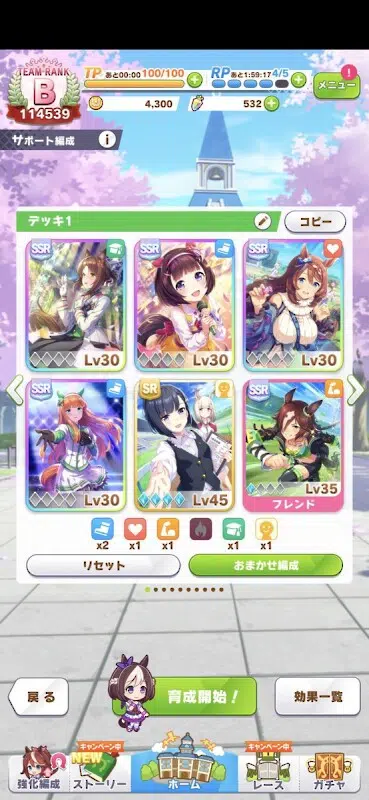 TEAM RANK
B
114539
TP あと00:00 100/100
RP あと1:59:17 4/5
メニュー
4,300
532
サポート編成
デッキ1
コピー
SSR
SSR
SSR
Lv30
Lv30
Lv30
SSR
SR
SSR
Lv30
Lv45
Lv35
フレンド
x2
x1
x1
x1
x1
リセット
おまかせ編成
戻る
育成開始!
効果一覧
キャンペーン中
キャンペーン中
NEW
強化編成
ストーリー
ホーム
レース
ガチャ